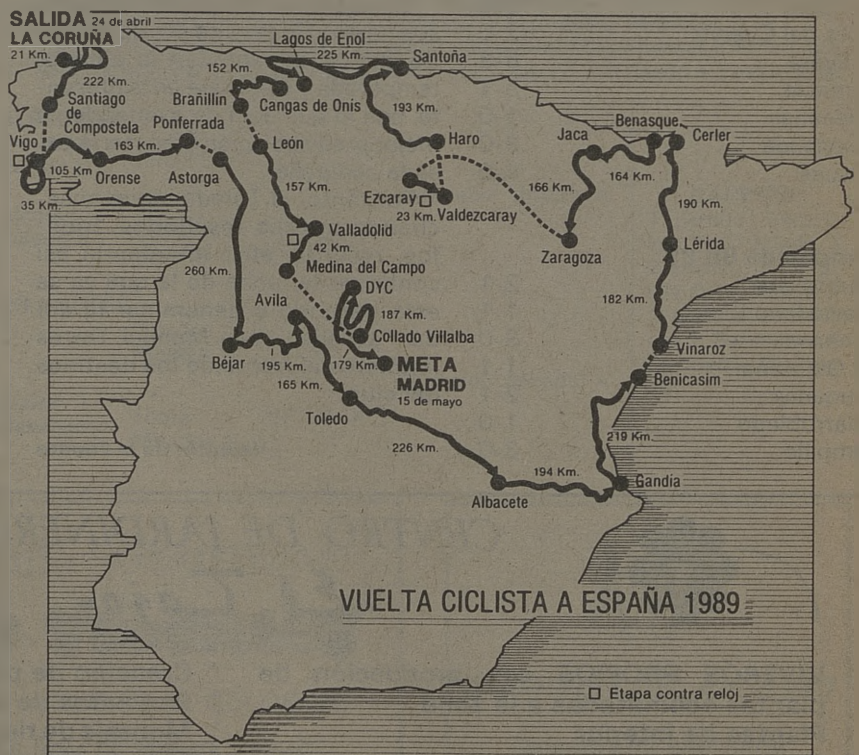 SALIDA 24 de abril
LA CORUÑA
21 Km.
222 Km.
Santiago
de
Compostela
Vigo
105 Km
35 Km.
Orense
163 Km.
Ponferrada
Astorga
260 Km.
Béjar
195 Km.
Avila
165 Km.
Toledo
226 Km.
Albacete
194 Km.
Gandia
219 Km.
Benicasim
Vinaroz
182 Km.
Lérida
190 Km.
Cerler
Benasque
164 Km.
Jaca
166 Km.
Zaragoza
Ezcaray
23 Km.
Valdezcaray
Haro
193 Km.
Santoña
225 Km.
Lagos de Enol
Cangas de Onis
152 Km.
Brañillín
León
157 Km.
Valladolid
42 Km.
Medina del Campo
Collado Villalba
187 Km.
DYC
179 Km.
META
MADRID
15 de mayo
VUELTA CICLISTA A ESPAÑA 1989
Etapa contra reloj